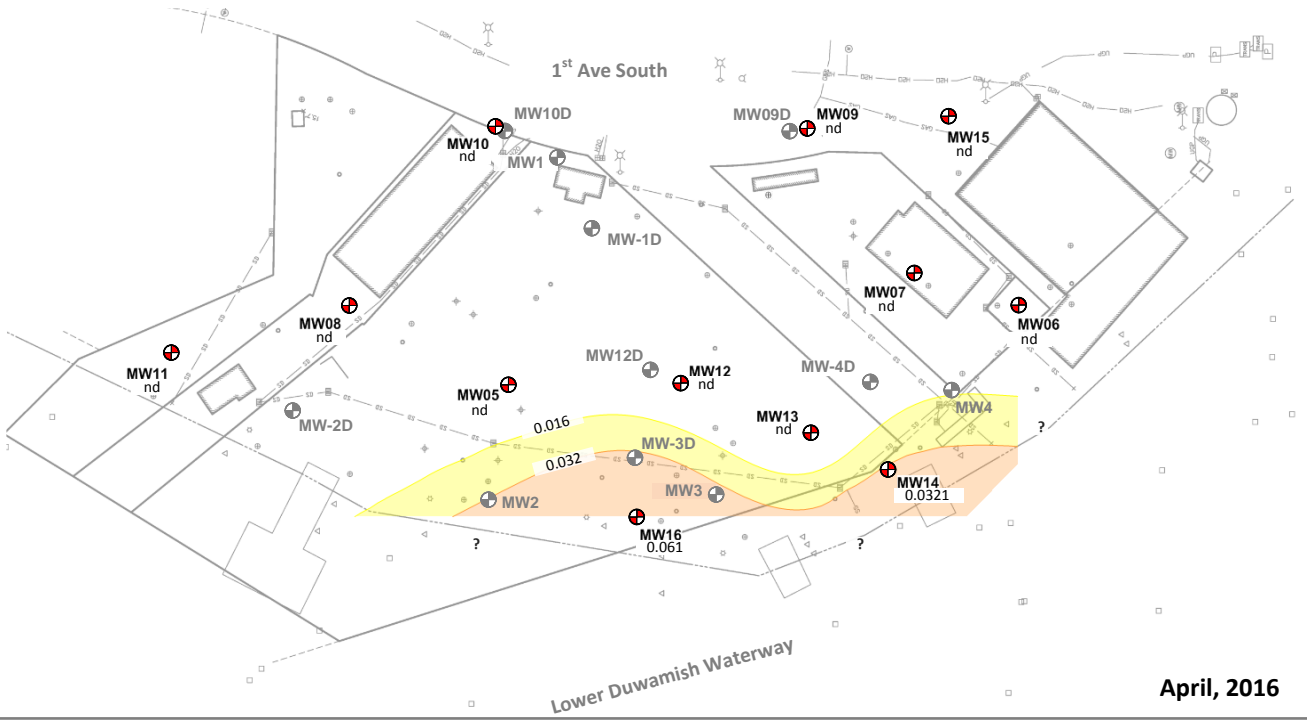 1st Ave South
MW10D
MW10
nd
MW1
MW09D
MW09
nd
MW15
nd
MW-1D
MW07
nd
MW06
nd
MW08
nd
MW11
nd
MW-2D
MW05
nd
MW12D
MW12
nd
MW-4D
MW4
MW13
nd
0.016
0.032
MW-3D
MW2
MW3
MW14
0.0321
MW16
0.061
?
?
?
Lower Duwamish Waterway
April, 2016